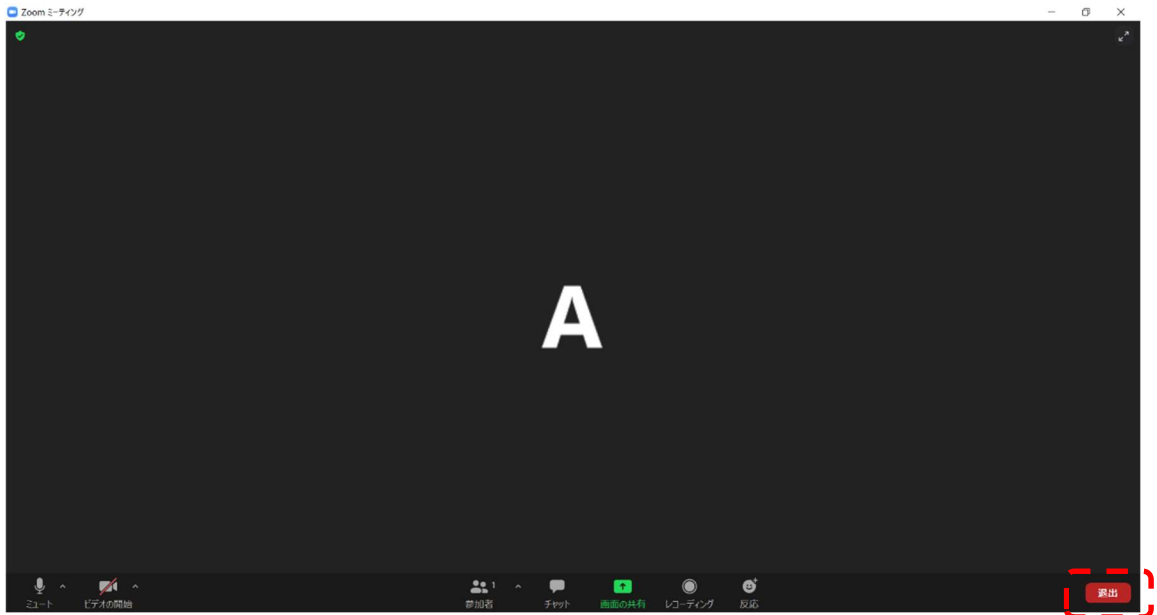 Zoom ミーティング
A
1
ミュート
ビデオの開始
参加者
チャット
画面の共有
レコーディング
反応
退出